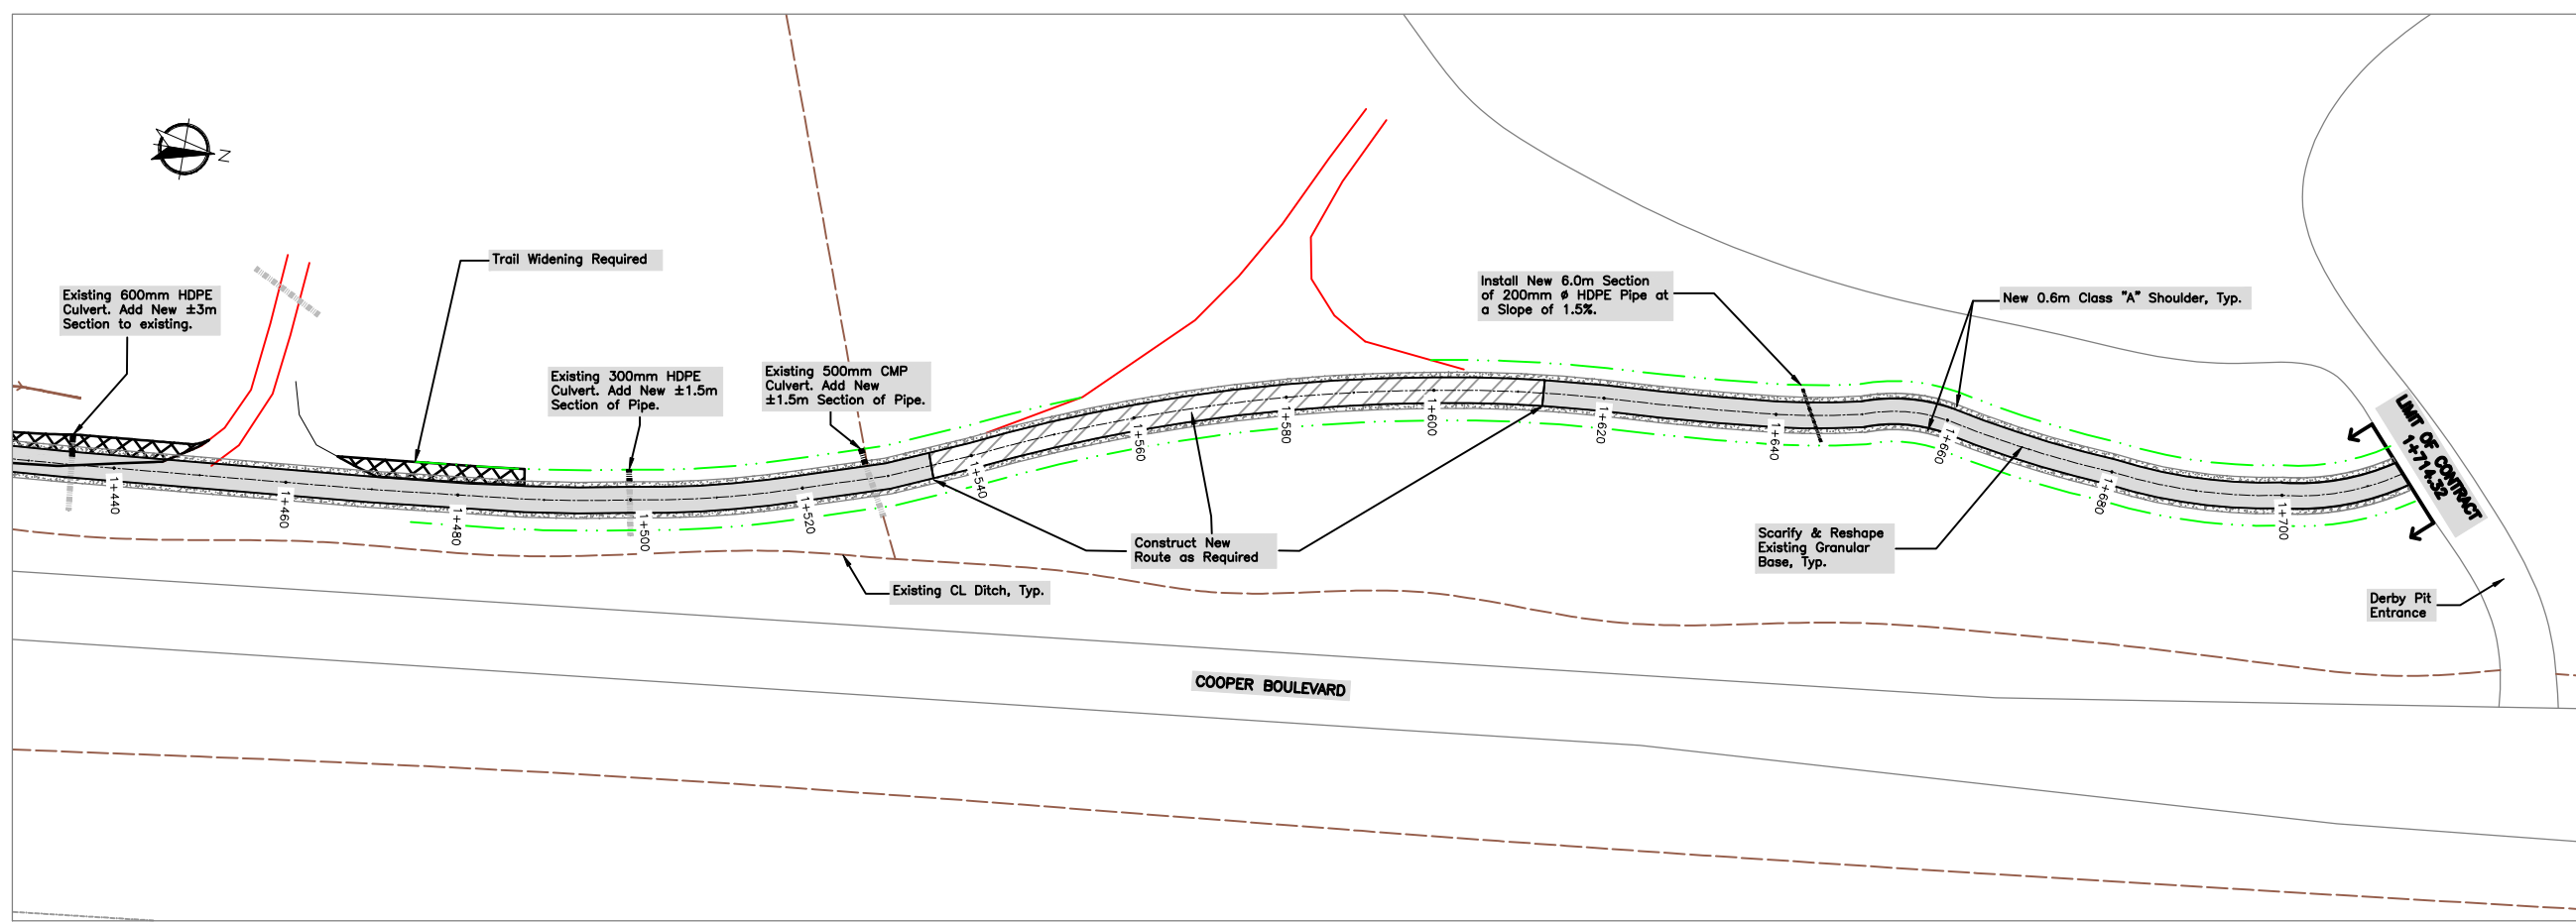 N
Trail Widening Required
Existing 600mm HDPE
Culvert. Add New ±3m
Section to existing.
Existing 300mm HDPE
Culvert. Add New ±1.5m
Section of Pipe.
Existing 500mm CMP
Culvert. Add New
±1.5m Section of Pipe.
Install New 6.0m Section
of 200mm ø HDPE Pipe at
a Slope of 1.5%.
New 0.6m Class "A" Shoulder, Typ.
LIMIT OF CONTRACT
1+714.32
1+440
1+460
1+480
1+500
1+520
1+540
1+560
1+580
1+600
1+620
1+640
1+660
1+680
1+700
Construct New
Route as Required
Scarify & Reshape
Existing Granular
Base, Typ.
Existing CL Ditch, Typ.
Derby Pit
Entrance
COOPER BOULEVARD